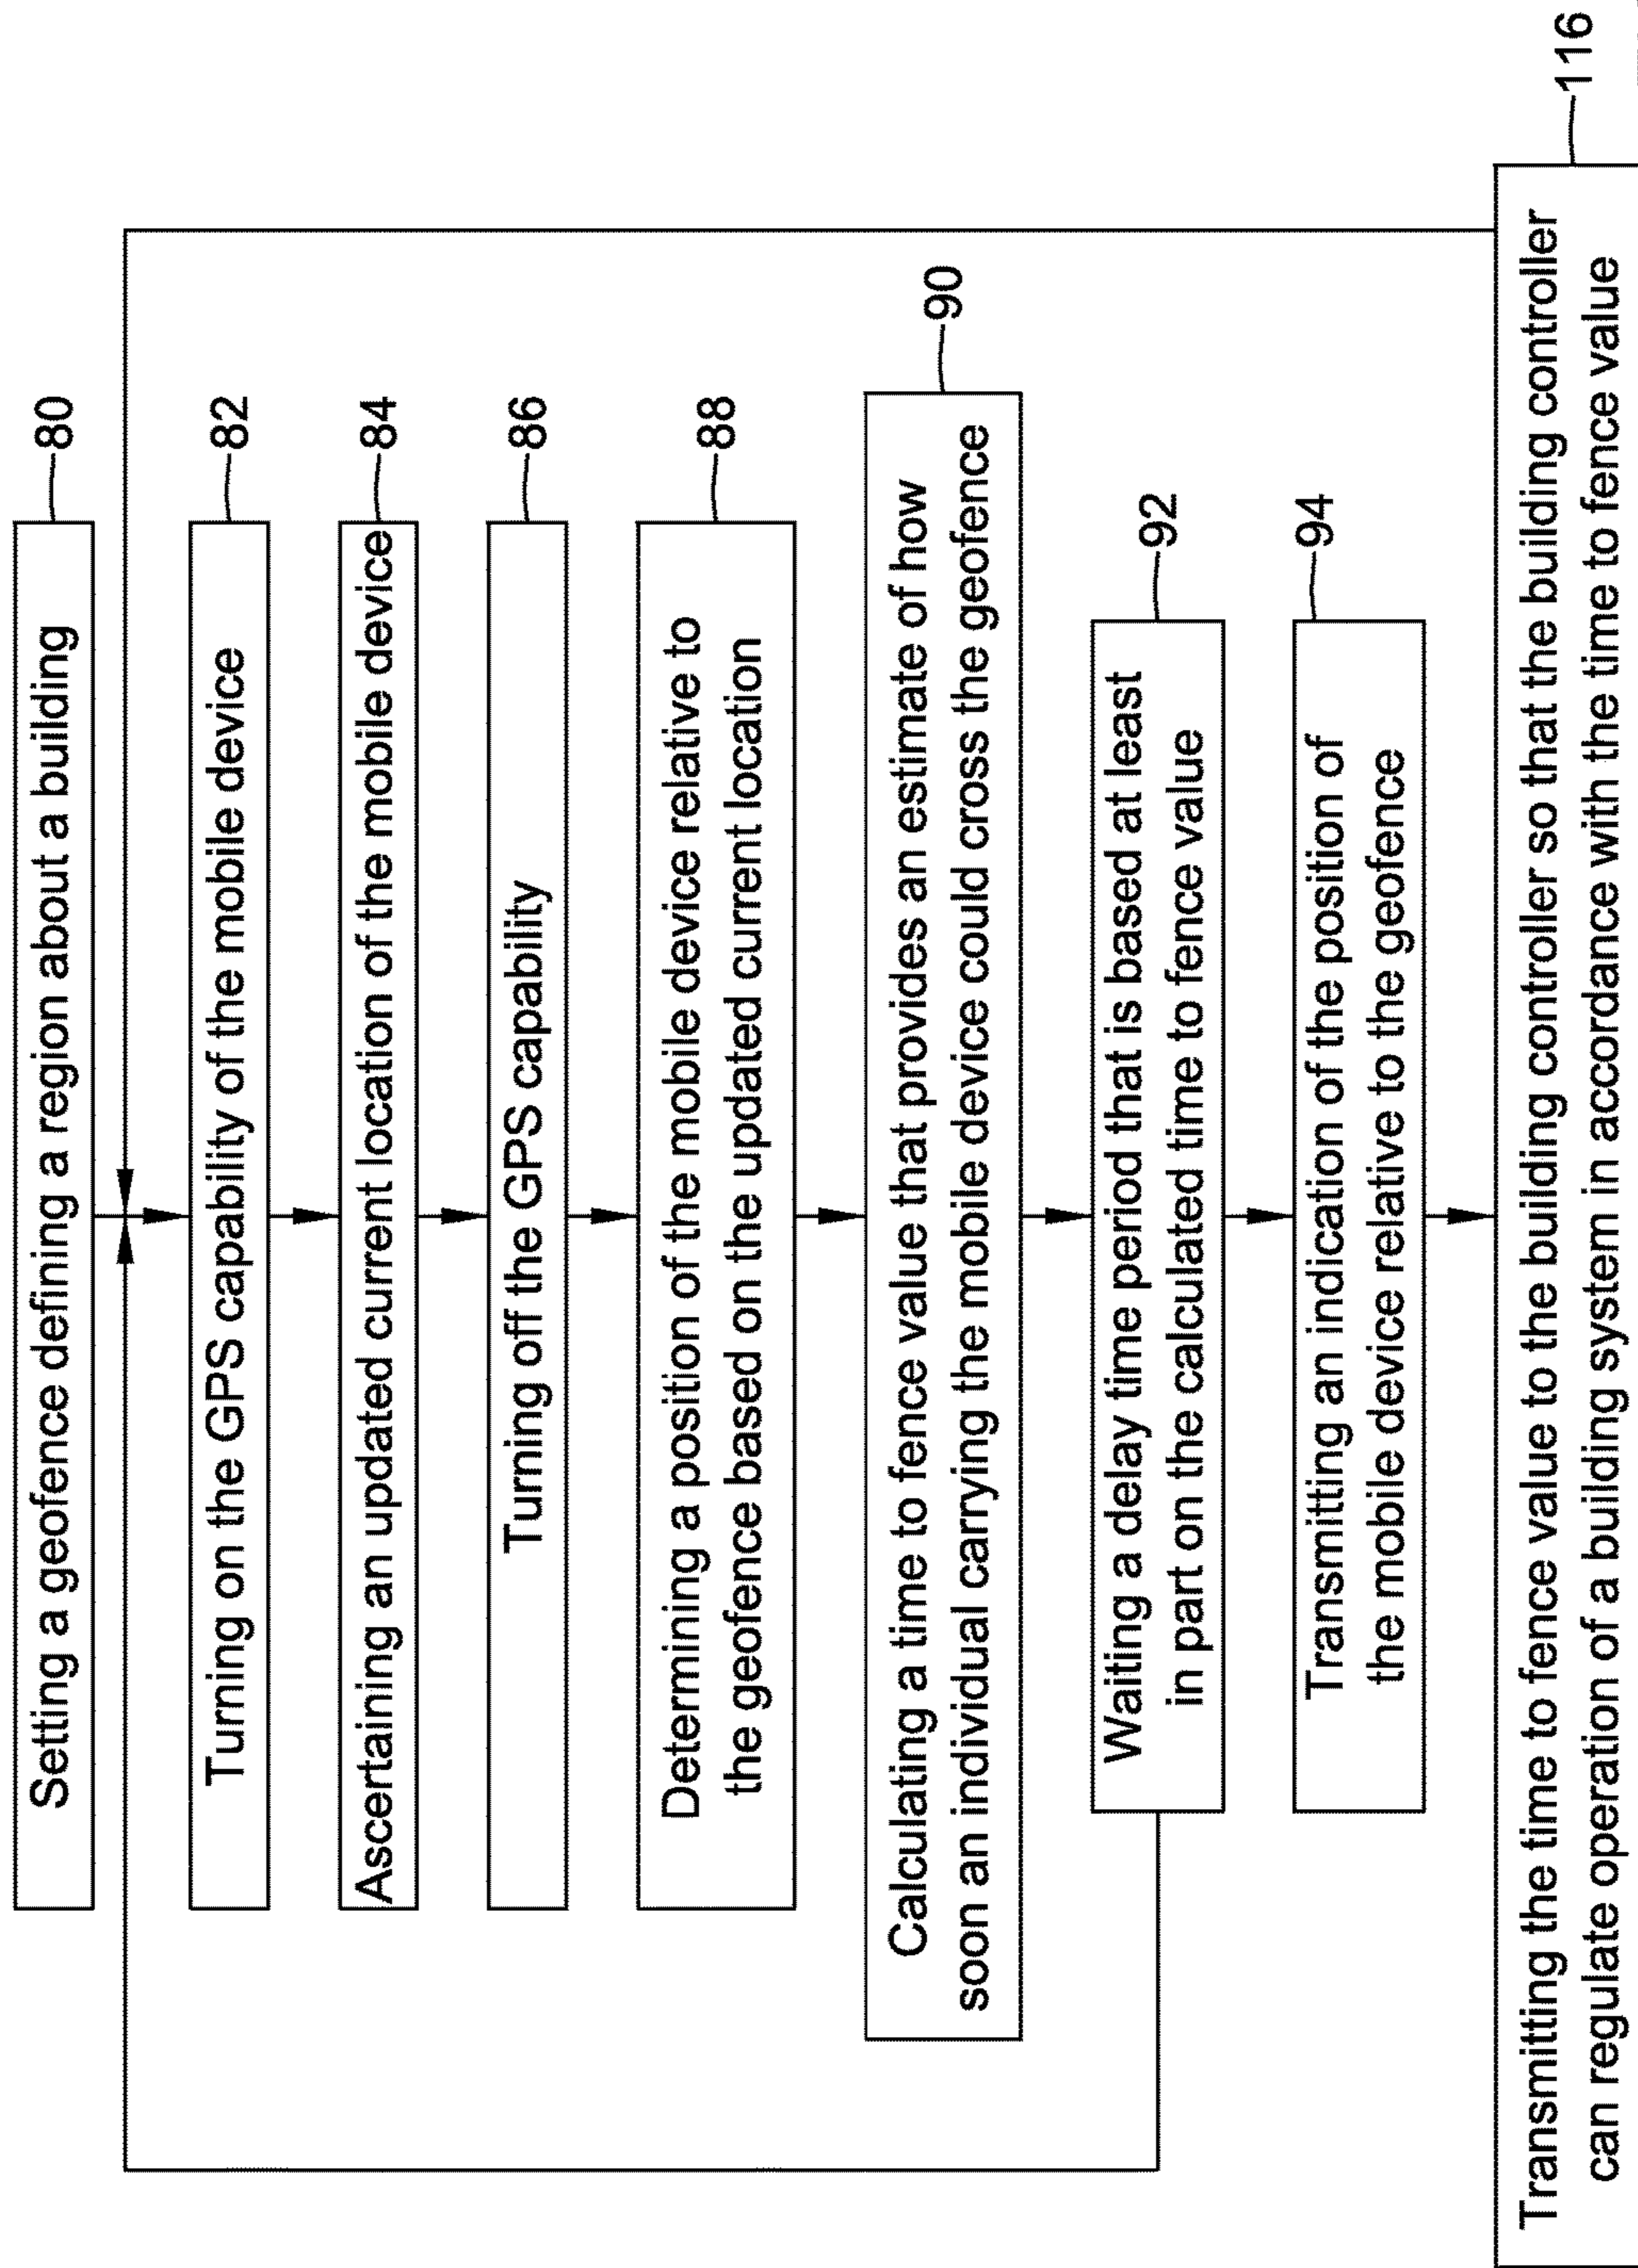 Setting a geofence defining a region about a building
80
Turning on the GPS capability of the mobile device
82
Ascertaining an updated current location of the mobile device
84
Turning off the GPS capability
86
Determining a position of the mobile device relative to
the geofence based on the updated current location
88
Calculating a time to fence value that provides an estimate of how
soon an individual carrying the mobile device could cross the geofence
90
Waiting a delay time period that is based at least
in part on the calculated time to fence value
92
Transmitting an indication of the position of
the mobile device relative to the geofence
94
Transmitting the time to fence value to the building controller so that the building controller
can regulate operation of a building system in accordance with the time to fence value
116